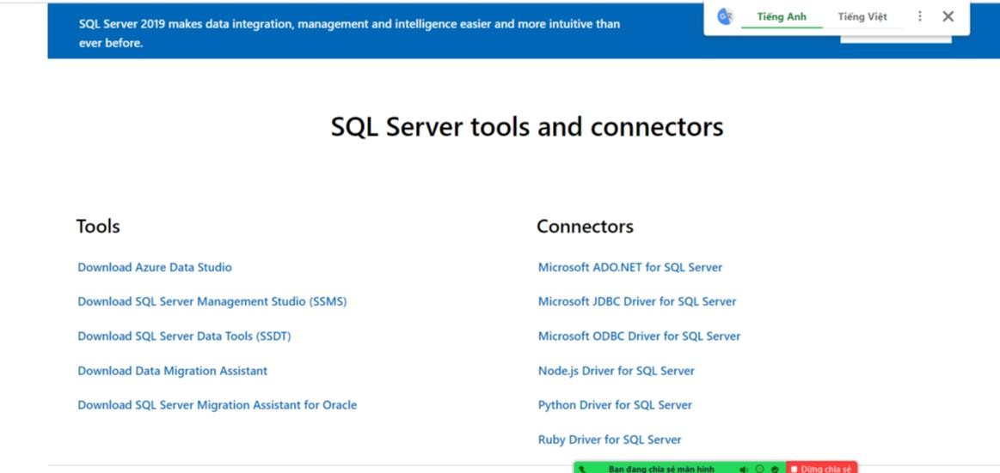 SQL Server 2019 makes data integration, management and intelligence easier and more intuitive than
ever before.
Tiếng Anh
Tiếng Việt
SQL Server tools and connectors
Tools
Download Azure Data Studio
Download SQL Server Management Studio (SSMS)
Download SQL Server Data Tools (SSDT)
Download Data Migration Assistant
Download SQL Server Migration Assistant for Oracle
Connectors
Microsoft ADO.NET for SQL Server
Microsoft JDBC Driver for SQL Server
Microsoft ODBC Driver for SQL Server
Node.js Driver for SQL Server
Python Driver for SQL Server
Ruby Driver for SQL Server
Bạn đang chia sẻ màn hình
Dừng chia sẻ